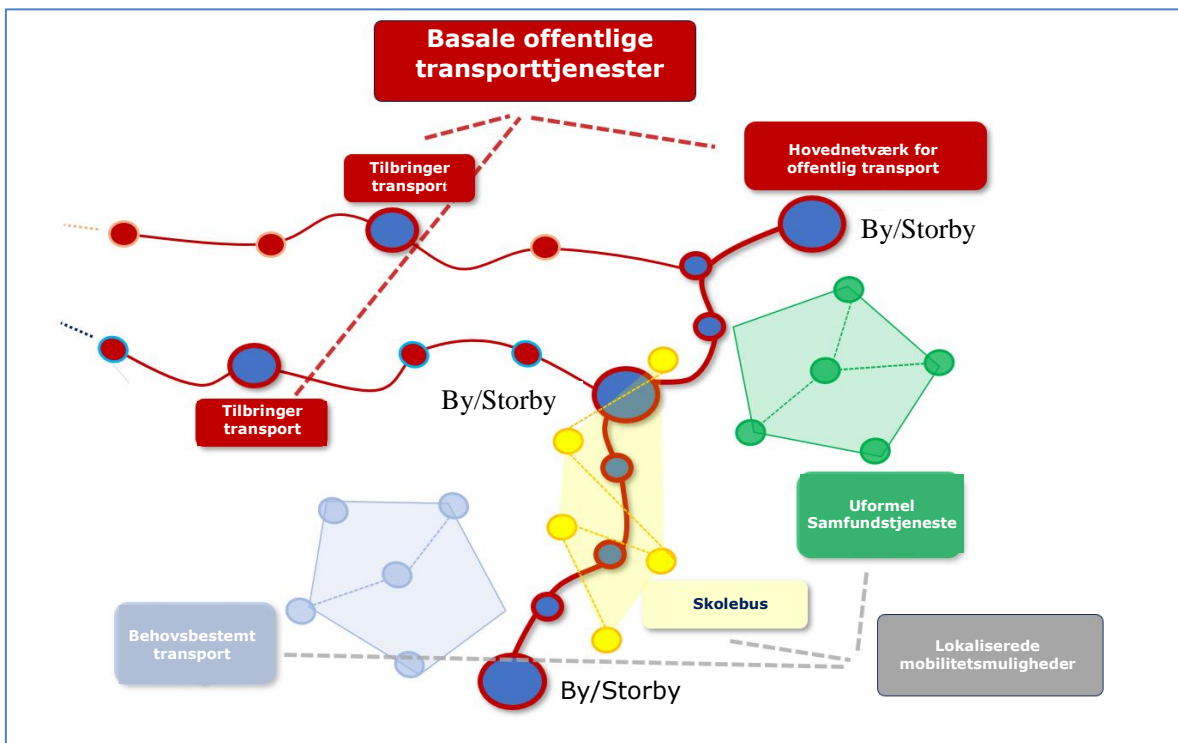 Basale offentlige
transporttjenester
Tilbringer
transport
Hovednetværk for
offentlig transport
By/Storby
By/Storby
Tilbringer
transport
Uformel
Samfundstjeneste
Skolebus
Behovsbestemt
transport
Lokaliserede
mobilitetsmuligheder
By/Storby